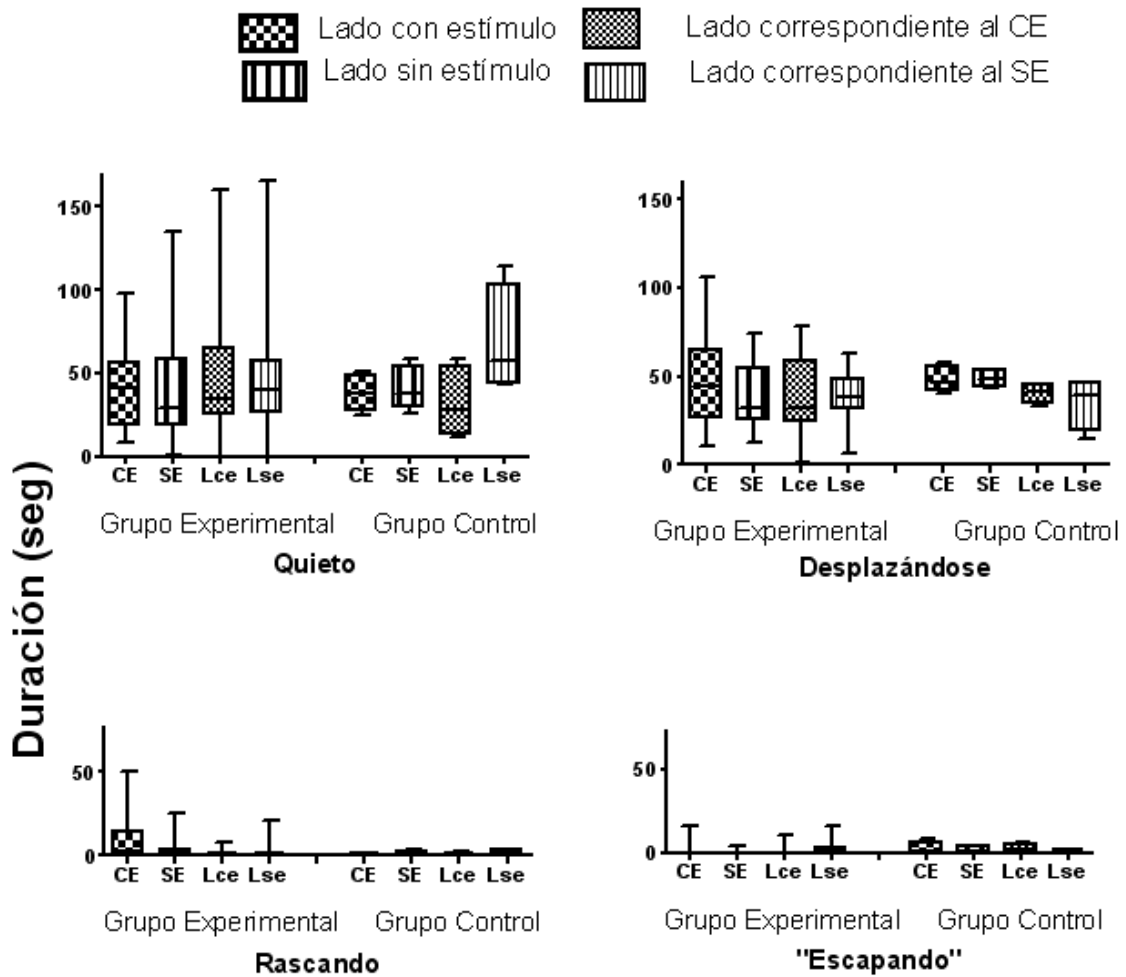 Lado con estímulo
Lado correspondiente al CE
Lado sin estímulo
Lado correspondiente al SE
Duración (seg)
150
100
50
0
CE SE Lce Lse CE SE Lce Lse
Grupo Experimental Grupo Control
Quieto
150
100
50
0
CE SE Lce Lse CE SE Lce Lse
Grupo Experimental Grupo Control
Desplazándose
50
0
CE SE Lce Lse CE SE Lce Lse
Grupo Experimental Grupo Control
Rascando
50
0
CE SE Lce Lse CE SE Lce Lse
Grupo Experimental Grupo Control
"Escapando"